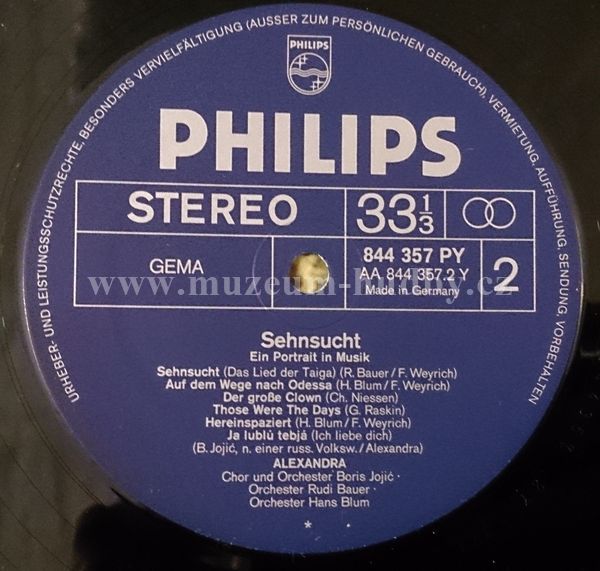 URHEBER- UND LEISTUNGSSCHUTZRECHTE, BESONDERS VERVIELFÄLTIGUNG (AUSSER ZUM PERSÖNLICHEN GEBRAUCH), VERMIETUNG, AUFFÜHRUNG, SENDUNG, VORBEHALTEN
PHILIPS
PHILIPS
STEREO
33 1/3
GEMA
844 357 PY
AA 844 357.2 Y
Made in Germany
2
www.muzeum-hudby.cz
Sehnsucht
Ein Portrait in Musik
Sehnsucht (Das Lied der Taiga) (R. Bauer/F. Weyrich)
Auf dem Wege nach Odessa (H. Blum/F. Weyrich)
Der große Clown (Ch. Niessen)
Those Were The Days (G. Raskin)
Hereinspaziert (H. Blum/F. Weyrich)
Ja lublú tebjá (Ich liebe dich)
(B. Jojić, n. einer russ. Volksw./Alexandra)
ALEXANDRA
Chor und Orchester Boris Jojić ·
Orchester Rudi Bauer ·
Orchester Hans Blum
*